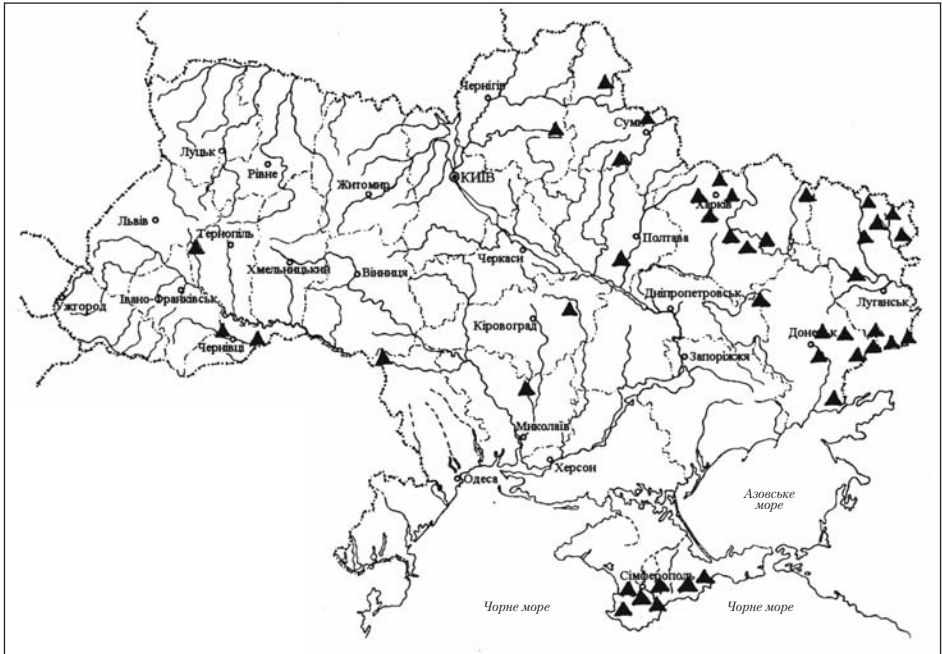 Чернігів
Суми
Луцьк
Рівне
Житомир
КИЇВ
Харків
Львів
Тернопіль
Полтава
Хмельницький
Вінниця
Черкаси
Ужгород
Івано-Франківськ
Дніпропетровськ
Луганськ
Кіровоград
Донецьк
Чернівці
Запоріжжя
Миколаїв
Херсон
Одеса
Азовське
море
Сімферополь
Чорне море
Чорне море